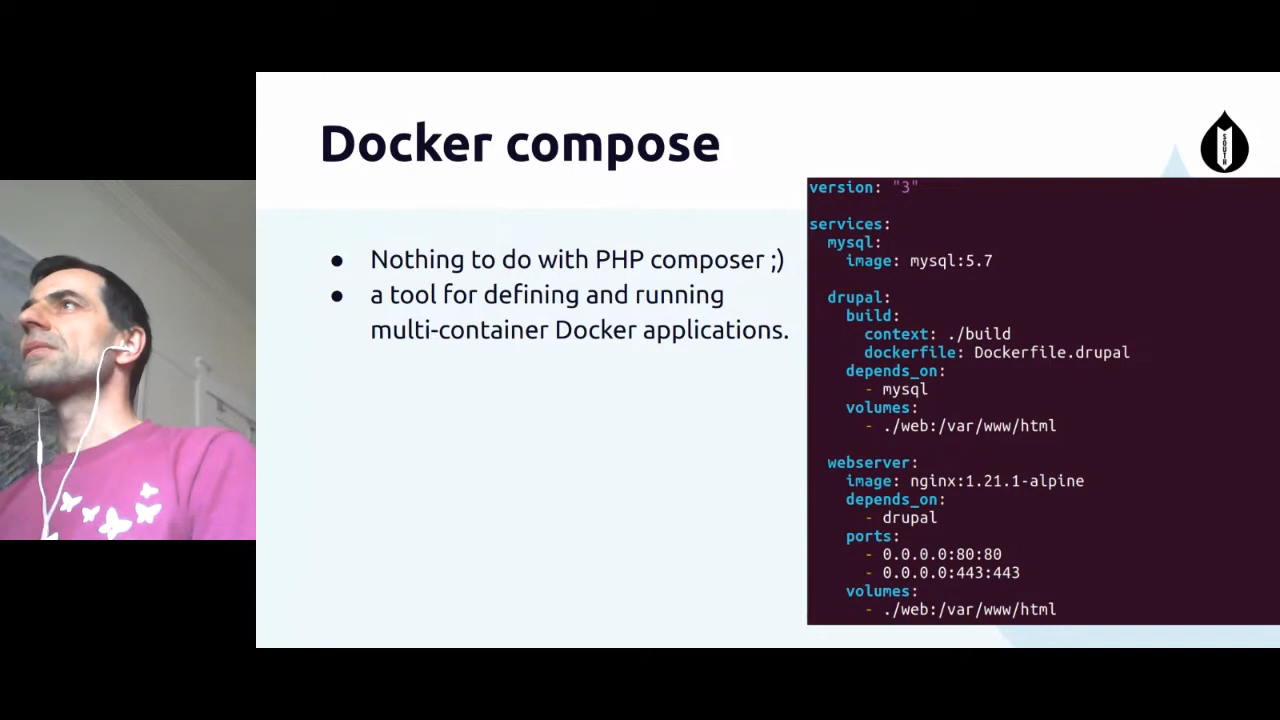 Docker compose
SOUTH
● Nothing to do with PHP composer ;)
● a tool for defining and running
multi-container Docker applications.
version: "3"
services:
  mysql:
    image: mysql:5.7
  drupal:
    build:
      context: ./build
      dockerfile: Dockerfile.drupal
    depends_on:
      - mysql
    volumes:
      - ./web:/var/www/html
  webserver:
    image: nginx:1.21.1-alpine
    depends_on:
      - drupal
    ports:
      - 0.0.0.0:80:80
      - 0.0.0.0:443:443
    volumes:
      - ./web:/var/www/html